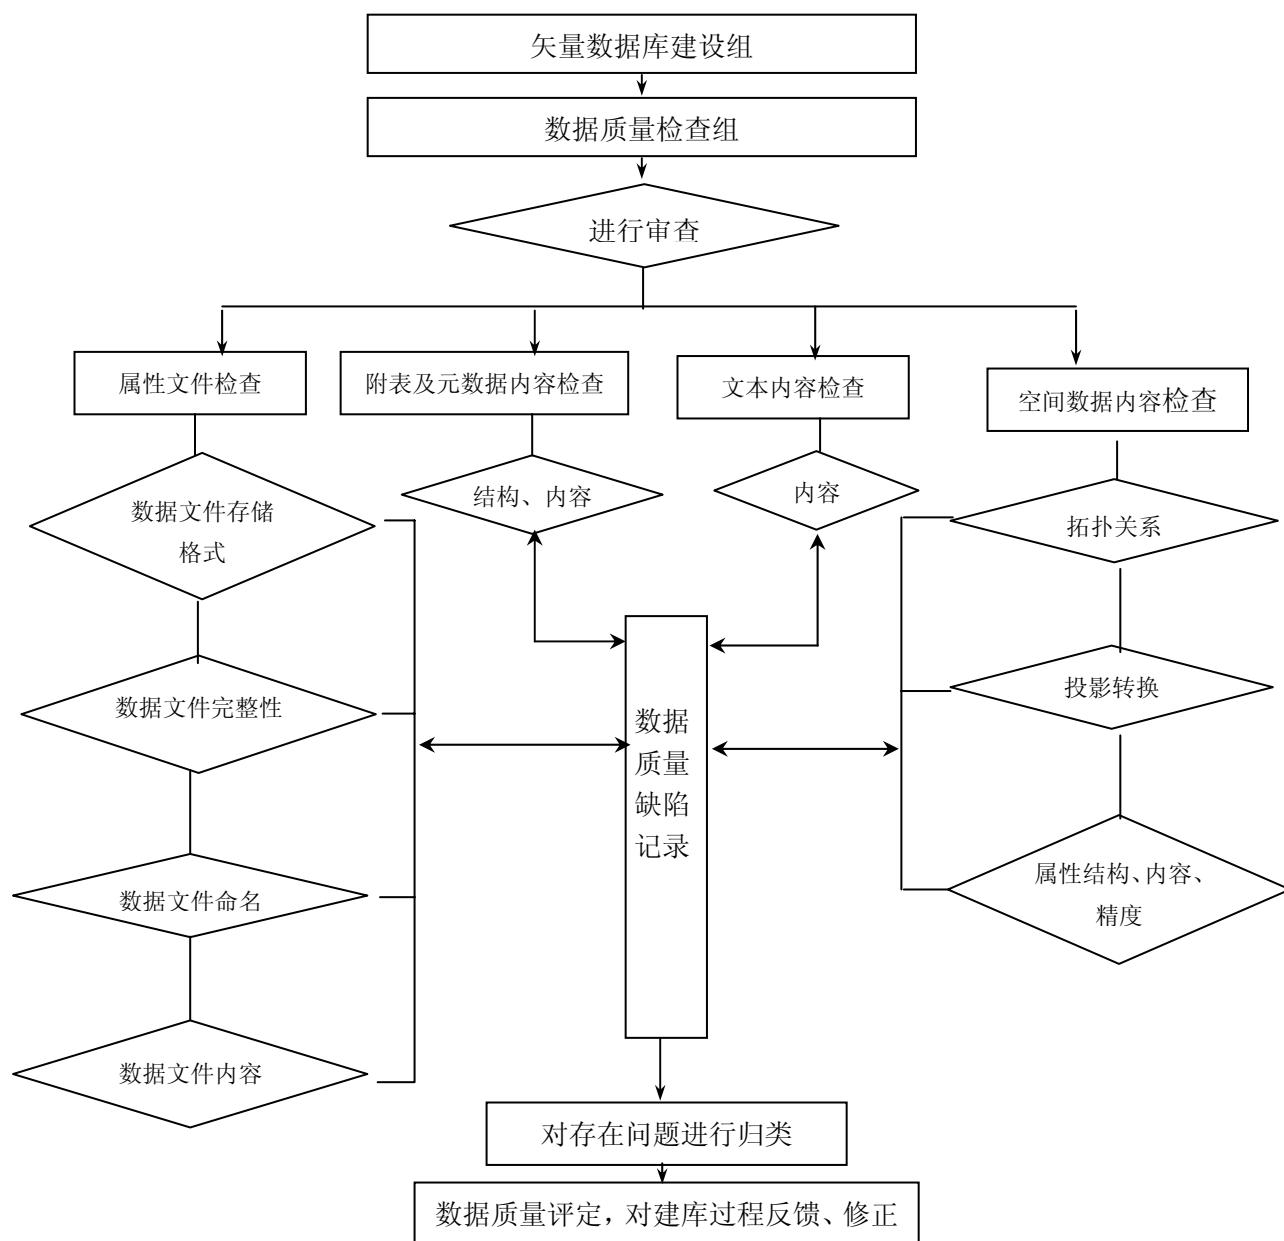 矢量数据库建设组
数据质量检查组
进行审查
属性文件检查
附表及元数据内容检查
文本内容检查
空间数据内容检查
数据文件存储
格式
结构、内容
内容
拓扑关系
数据文件完整性
投影转换
数据
质量
缺陷
记录
数据文件命名
属性结构、内容、
精度
数据文件内容
对存在问题进行归类
数据质量评定，对建库过程反馈、修正